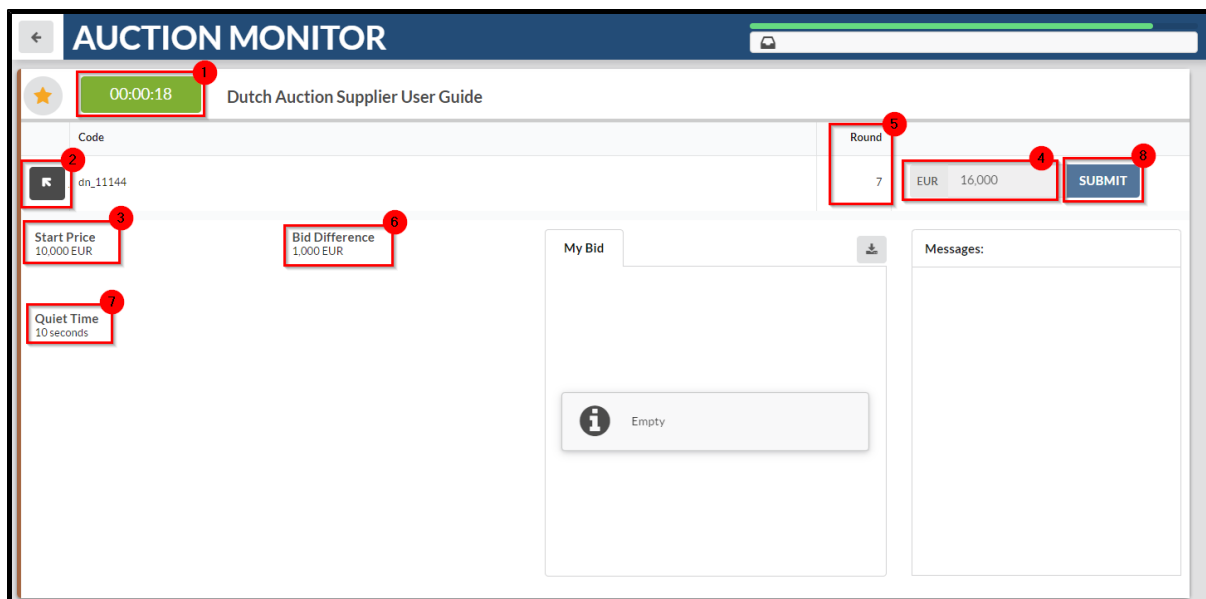 AUCTION MONITOR
1
00:00:18
Dutch Auction Supplier User Guide
Code
Round
5
2
dn_11144
7
EUR 16,000
4
SUBMIT
8
3
Start Price
10,000 EUR
6
Bid Difference
1,000 EUR
My Bid
Messages:
7
Quiet Time
10 seconds
Empty